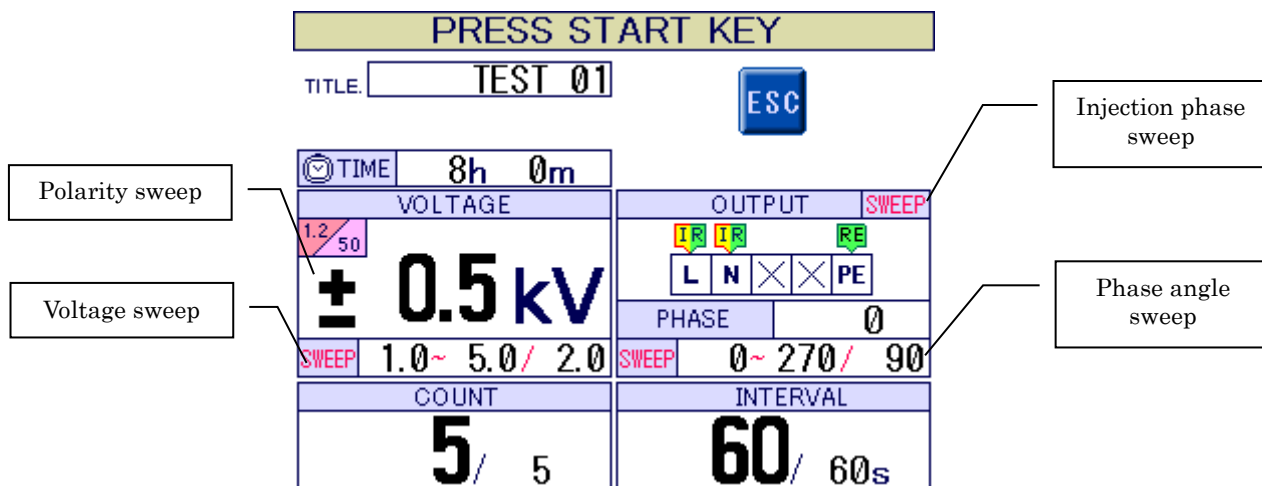 PRESS START KEY
TITLE. TEST 01
ESC
Injection phase
sweep
TIME 8h 0m
Polarity sweep
VOLTAGE
OUTPUT SWEEP
1.2/50
IR IR RE
± 0.5 kV
L N PE
Phase angle
sweep
Voltage sweep
PHASE 0
SWEEP 1.0~ 5.0/ 2.0
SWEEP 0~ 270/ 90
COUNT
INTERVAL
5/ 5
60/ 60s